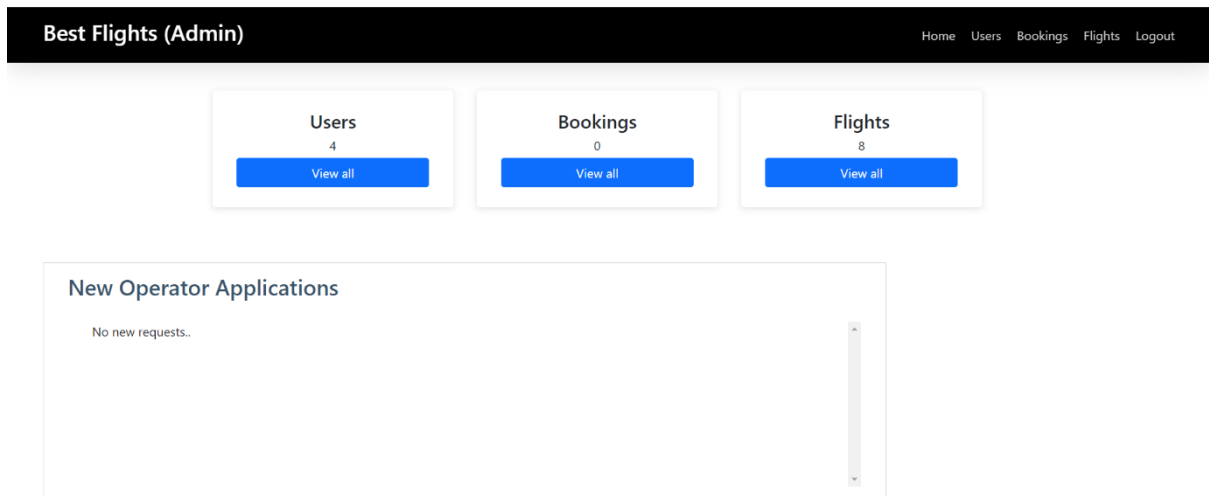 Best Flights (Admin)
Home Users Bookings Flights Logout
Users
4
View all
Bookings
0
View all
Flights
8
View all
New Operator Applications
No new requests..